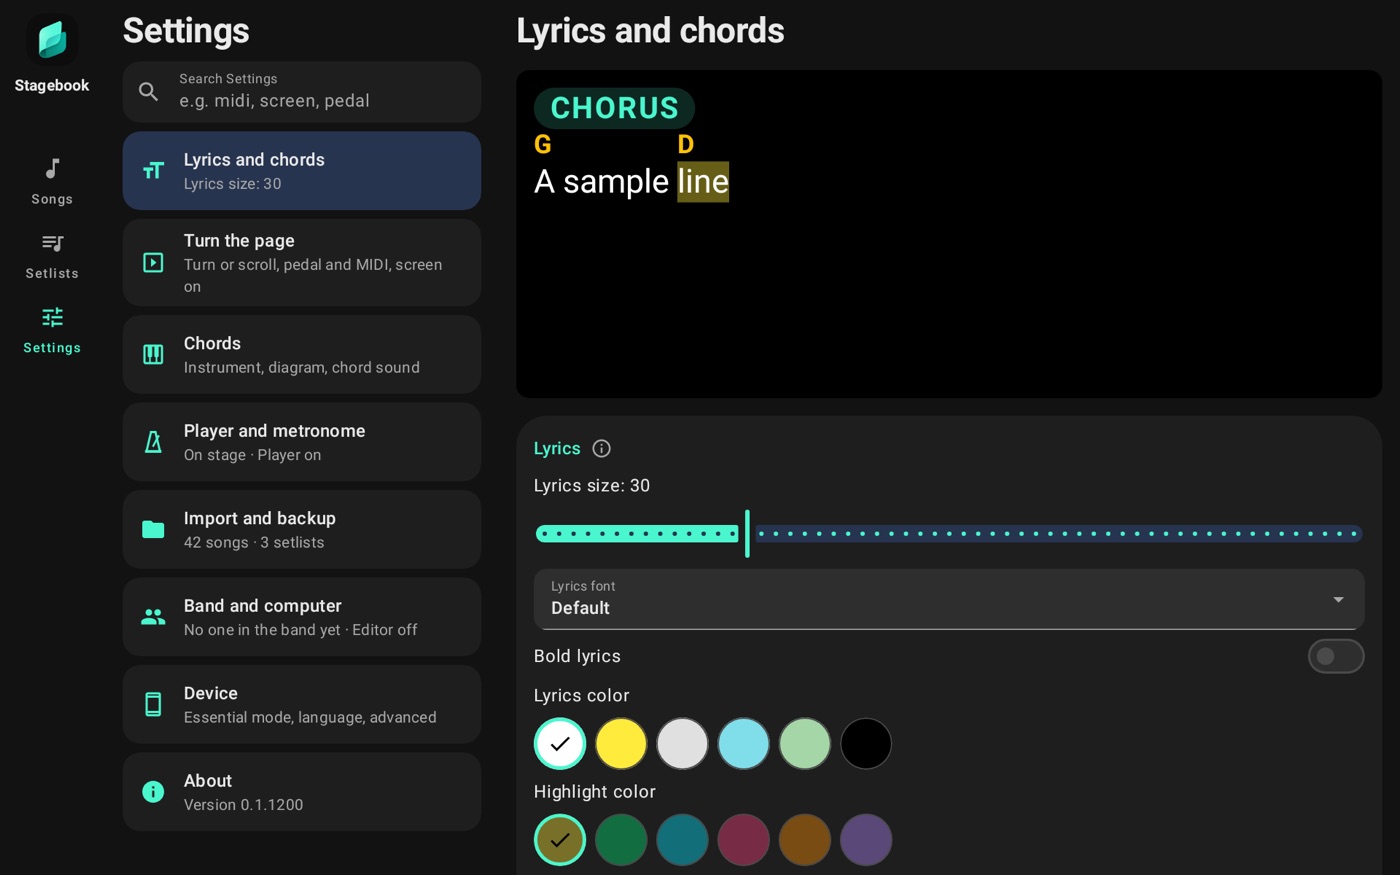 Stagebook
Songs
Setlists
Settings
Settings
Search Settings
e.g. midi, screen, pedal
Lyrics and chords
Lyrics size: 30
Turn the page
Turn or scroll, pedal and MIDI, screen
on
Chords
Instrument, diagram, chord sound
Player and metronome
On stage · Player on
Import and backup
42 songs · 3 setlists
Band and computer
No one in the band yet · Editor off
Device
Essential mode, language, advanced
About
Version 0.1.1200
Lyrics and chords
CHORUS
G D
A sample line
Lyrics
Lyrics size: 30
Lyrics font
Default
Bold lyrics
Lyrics color
Highlight color